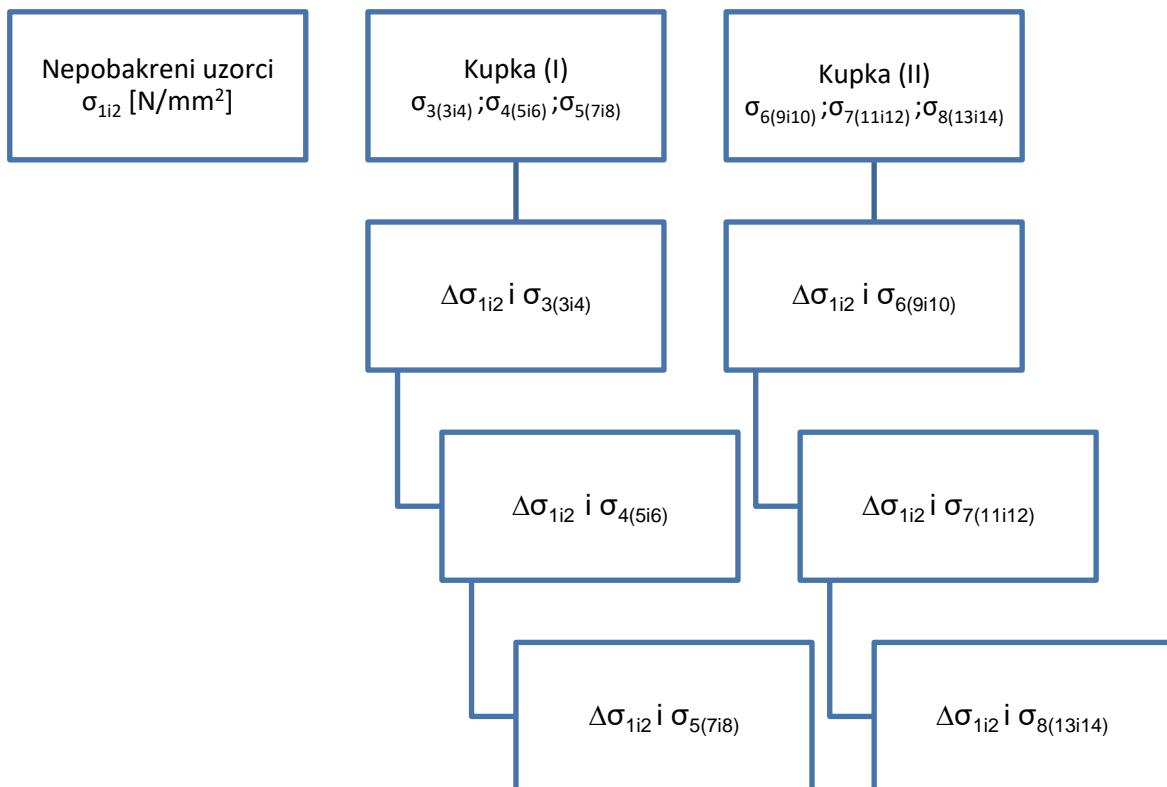 Nepobakreni uzorci
σ₁ᵢ₂ [N/mm²]
Kupka (I)
σ₃₍₃ᵢ₄₎ ;σ₄₍₅ᵢ₆₎ ;σ₅₍₇ᵢ₈₎
Kupka (II)
σ₆₍₉ᵢ₁₀₎ ;σ₇₍₁₁ᵢ₁₂₎ ;σ₈₍₁₃ᵢ₁₄₎
Δσ₁ᵢ₂ i σ₃₍₃ᵢ₄₎
Δσ₁ᵢ₂ i σ₆₍₉ᵢ₁₀₎
Δσ₁ᵢ₂ i σ₄₍₅ᵢ₆₎
Δσ₁ᵢ₂ i σ₇₍₁₁ᵢ₁₂₎
Δσ₁ᵢ₂ i σ₅₍₇ᵢ₈₎
Δσ₁ᵢ₂ i σ₈₍₁₃ᵢ₁₄₎